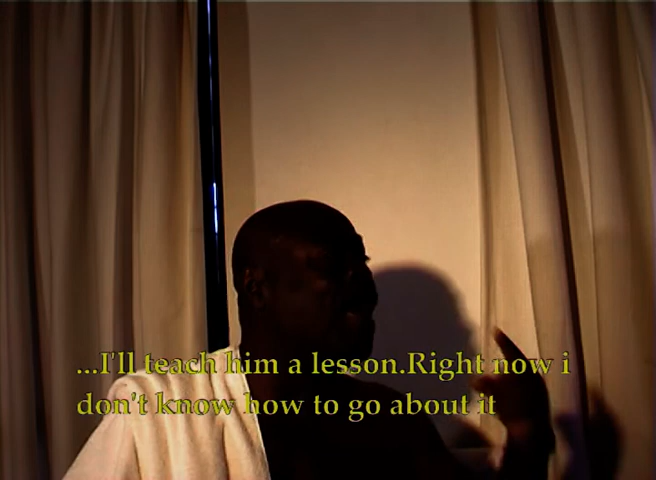 ...I'll teach him a lesson.Right now i
don't know how to go about it